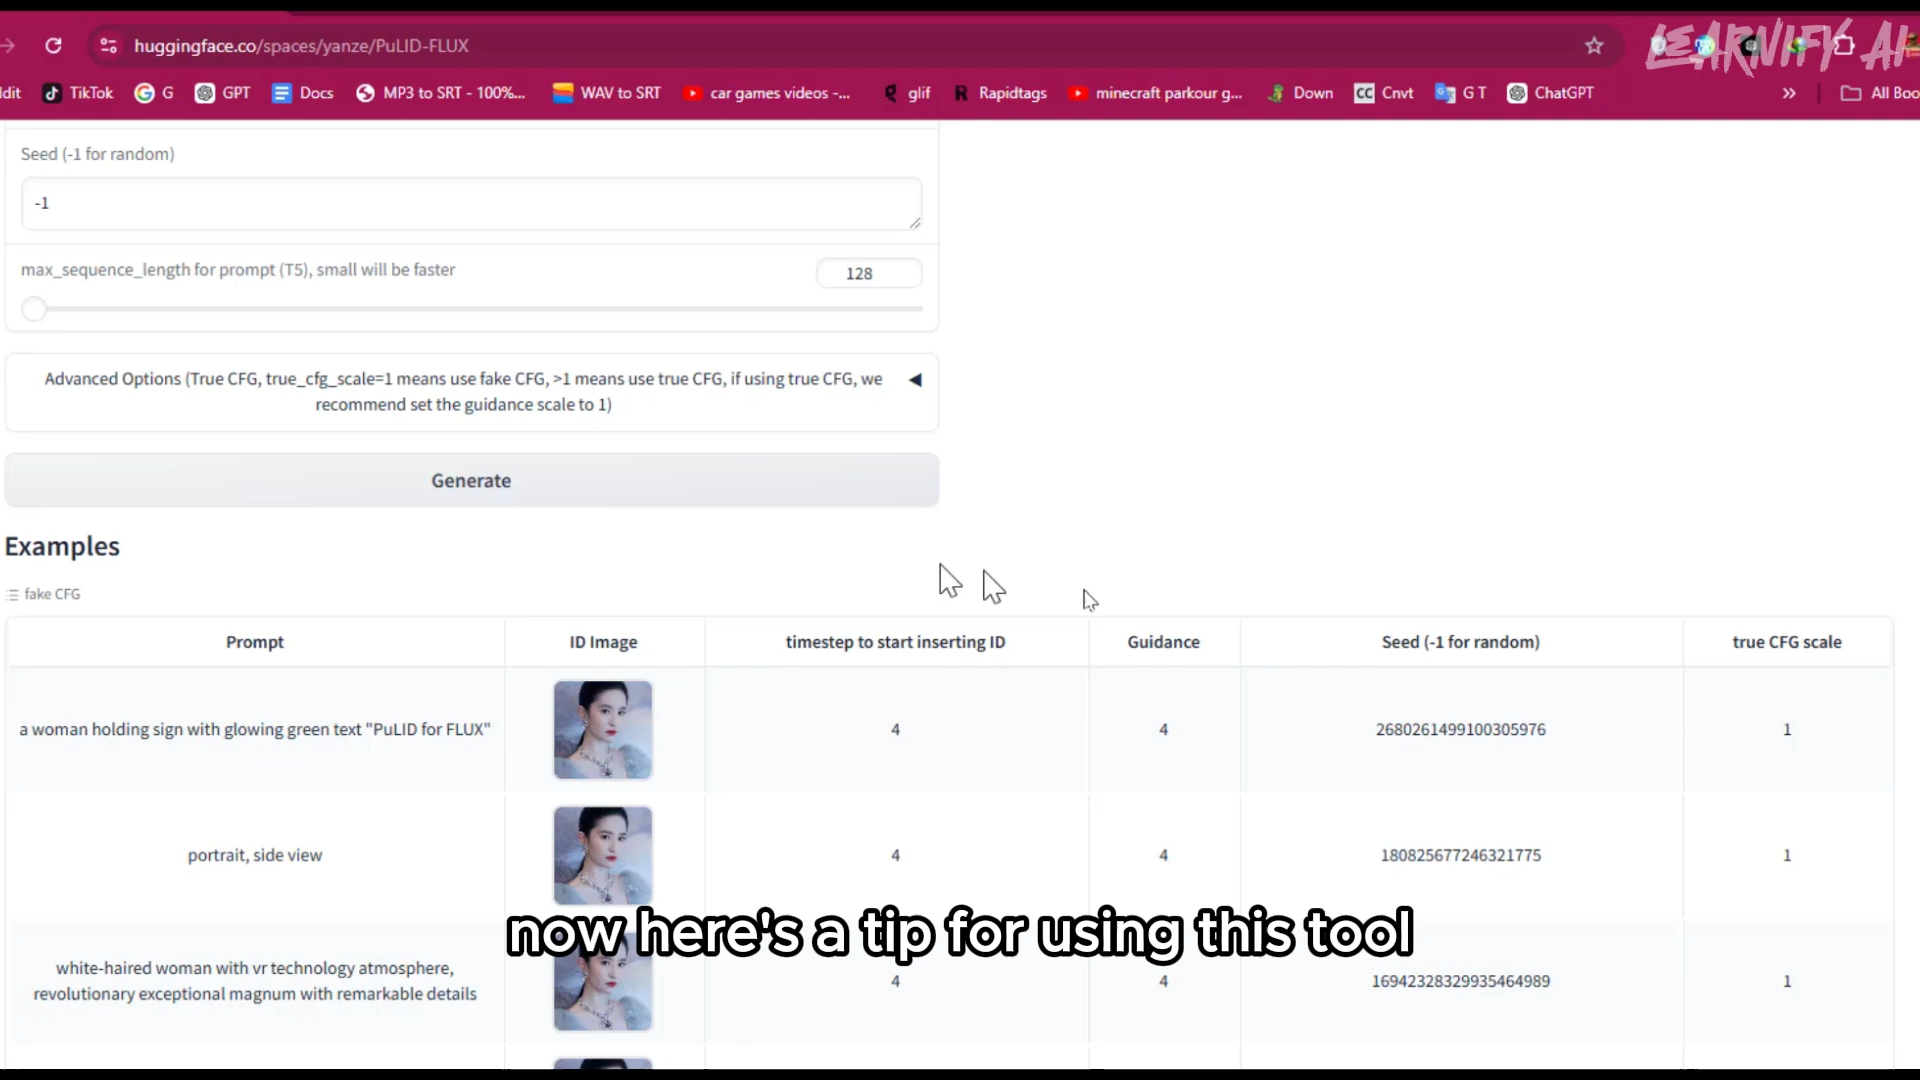 LEARNIFY AI
huggingface.co/spaces/yanze/PuLID-FLUX
ldit TikTok G GPT Docs MP3 to SRT - 100%... WAV to SRT car games videos -... glif Rapidtags minecraft parkour g... Down Cnvt G T ChatGPT » All Boo
Seed (-1 for random)
-1
max_sequence_length for prompt (T5), small will be faster 128
Advanced Options (True CFG, true_cfg_scale=1 means use fake CFG, >1 means use true CFG, if using true CFG, we
recommend set the guidance scale to 1)
Generate
Examples
fake CFG
Prompt ID Image timestep to start inserting ID Guidance Seed (-1 for random) true CFG scale
a woman holding sign with glowing green text "PuLID for FLUX" 4 4 2680261499100305976 1
portrait, side view 4 4 180825677246321775 1
now here's a tip for using this tool
white-haired woman with vr technology atmosphere,
revolutionary exceptional magnum with remarkable details 4 4 16942328329935464989 1